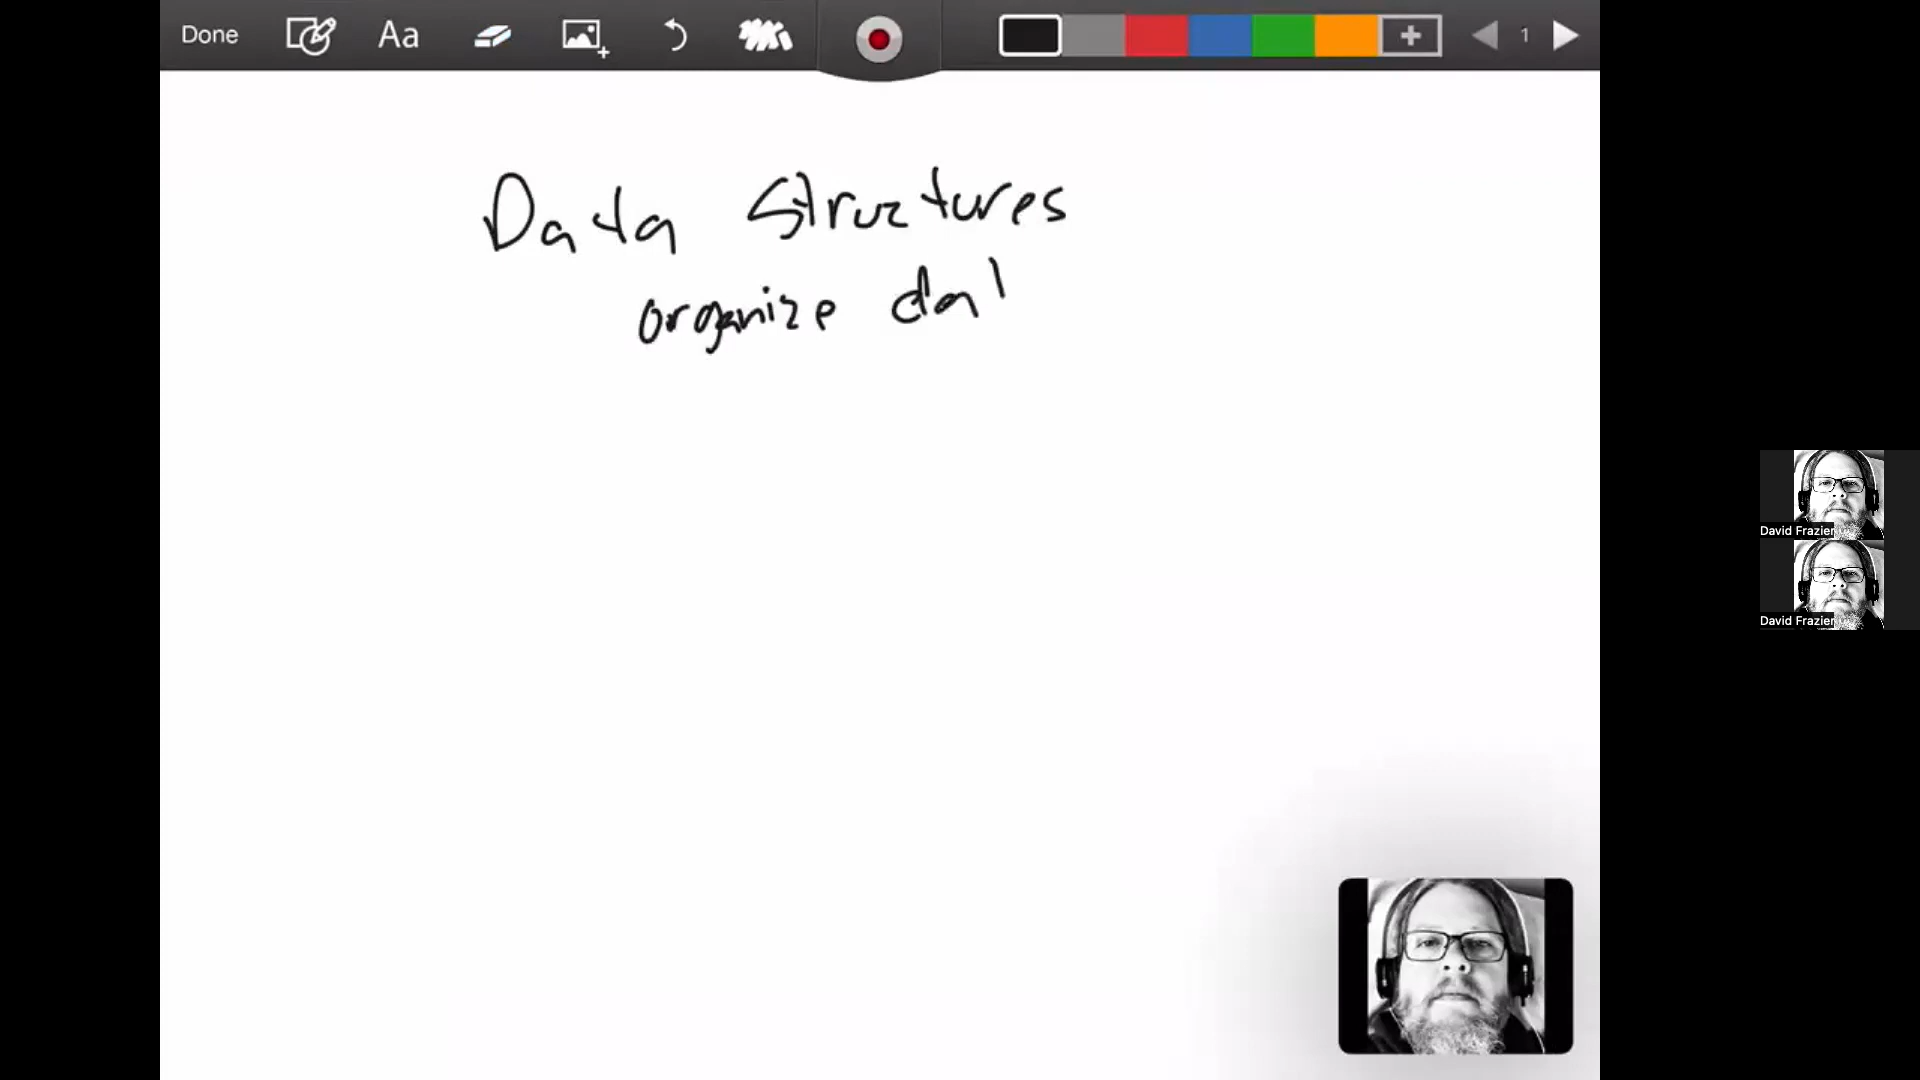 Done Aa 1
Data Structures
organize dat
David Frazier
David Frazier